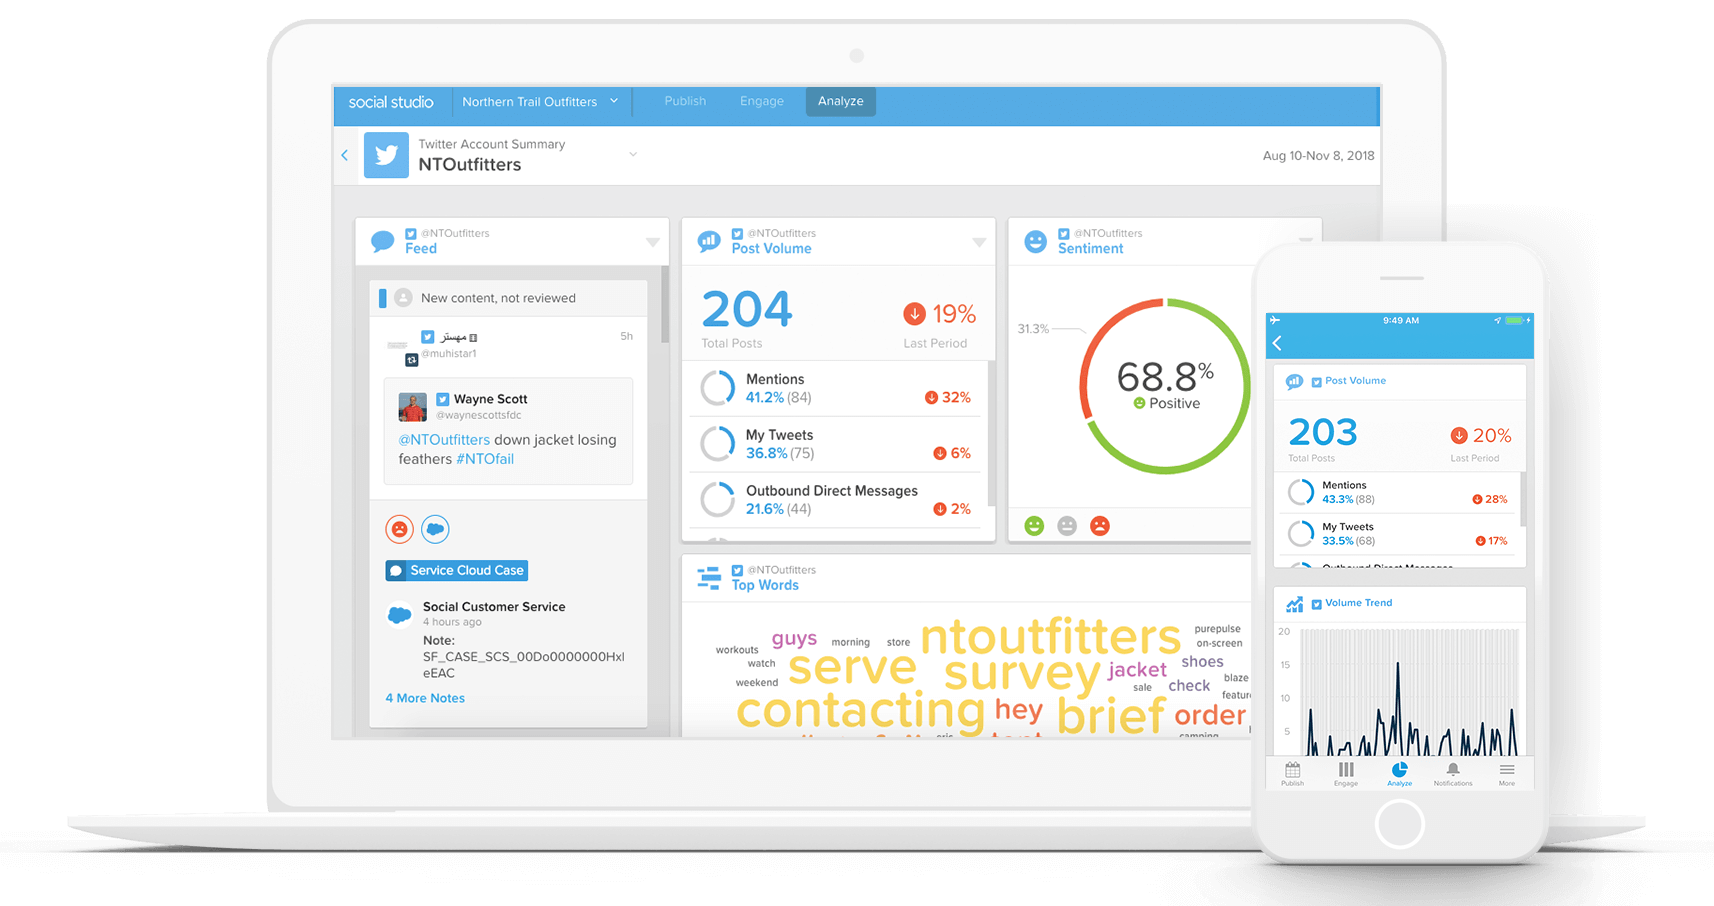 social studio
Northern Trail Outfitters
Publish
Engage
Analyze
Twitter Account Summary
NTOutfitters
Aug 10-Nov 8, 2018
@NTOutfitters
Feed
New content, not reviewed
مهستر
5h
@muhistar1
Wayne Scott
@waynescottsfdc
@NTOutfitters down jacket losing
feathers #NTOfail
Service Cloud Case
Social Customer Service
4 hours ago
Note:
SF_CASE_SCS_00Do0000000HxI
eEAC
4 More Notes
@NTOutfitters
Post Volume
204
19%
Total Posts
Last Period
Mentions
41.2% (84)
32%
My Tweets
36.8% (75)
6%
Outbound Direct Messages
21.6% (44)
2%
@NTOutfitters
Sentiment
31.3%
68.8%
Positive
@NTOutfitters
Top Words
workouts
guys
morning
store
ntoutfitters
purepulse
on-screen
watch
serve
survey
jacket
shoes
weekend
sale
check
blaze
contacting
hey
brief
order
camping
9:49 AM
Post Volume
203
20%
Total Posts
Last Period
Mentions
43.3% (88)
28%
My Tweets
33.5% (68)
17%
Outbound Direct Messages
Volume Trend
20
15
10
5
Publish
Engage
Analyze
Notifications
More